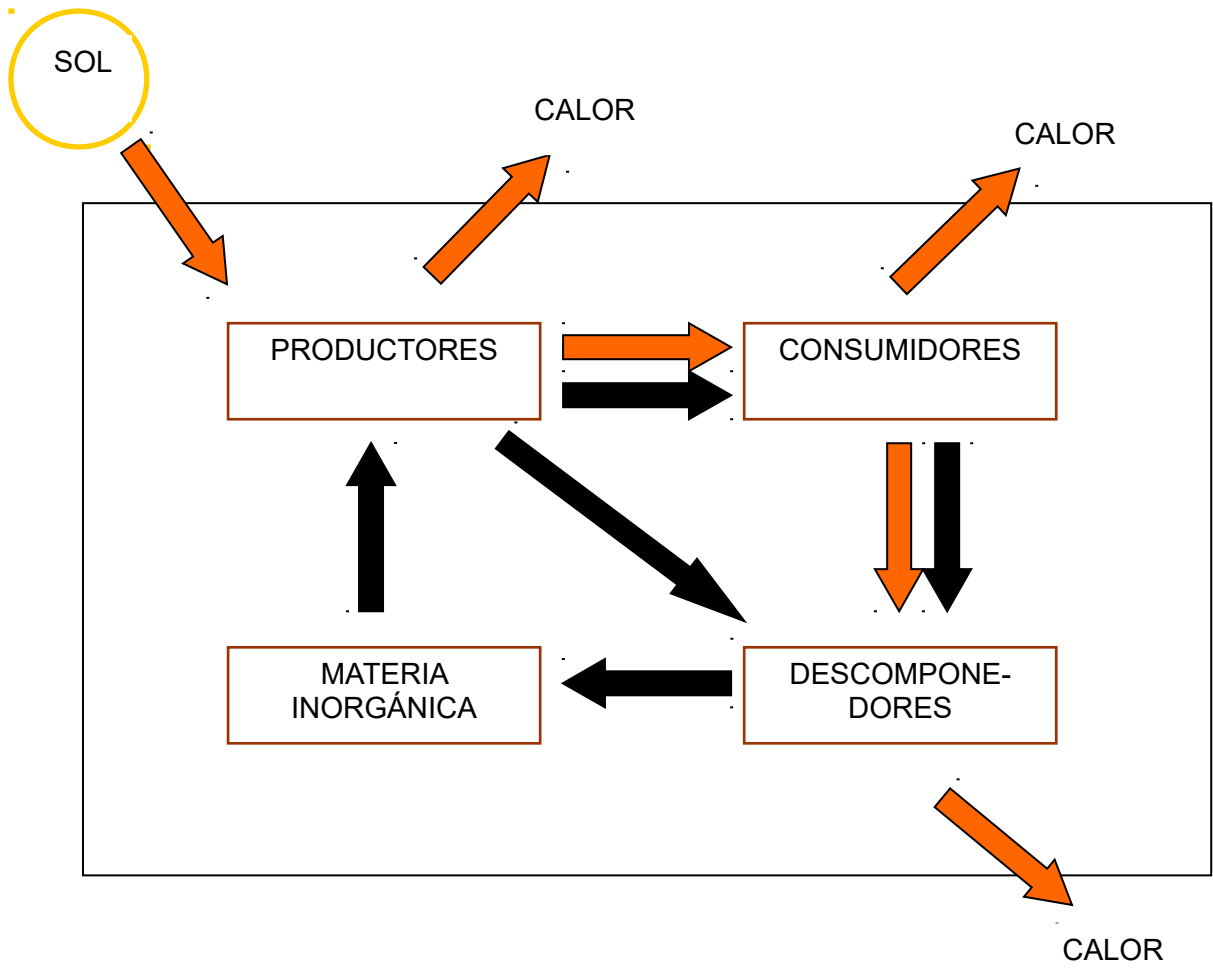 SOL
CALOR
CALOR
PRODUCTORES
CONSUMIDORES
MATERIA
INORGÁNICA
DESCOMPONE-
DORES
CALOR